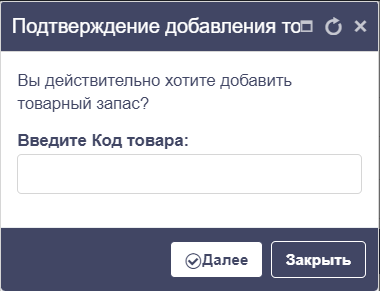 Подтверждение добавления то
Вы действительно хотите добавить
товарный запас?
Введите Код товара:
Далее
Закрыть